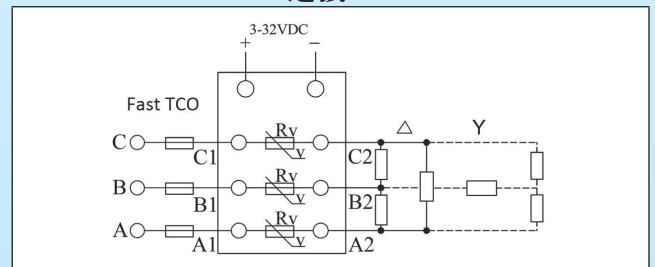 3-32VDC
+ −
Fast TCO
C Rv △ Y
v
C1 C2
B Rv
v
B1 B2
A Rv
v
A1 A2